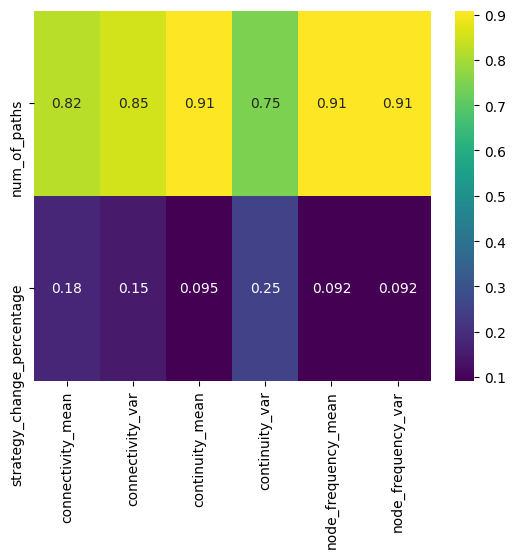 num_of_paths
0.82 0.85 0.91 0.75 0.91 0.91
strategy_change_percentage
0.18 0.15 0.095 0.25 0.092 0.092
connectivity_mean
connectivity_var
continuity_mean
continuity_var
node_frequency_mean
node_frequency_var
0.9
0.8
0.7
0.6
0.5
0.4
0.3
0.2
0.1